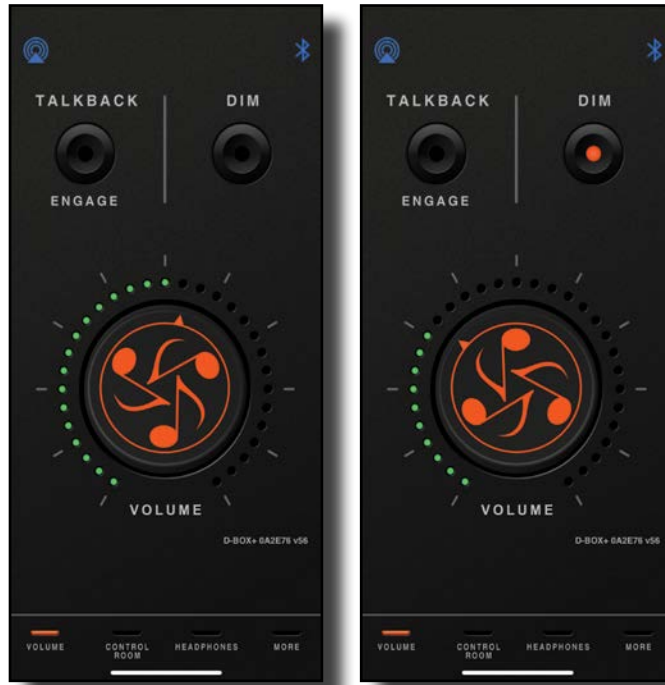 TALKBACK
DIM
ENGAGE
VOLUME
D-BOX+ 0A2E76 v56
VOLUME
CONTROL
ROOM
HEADPHONES
MORE
TALKBACK
DIM
ENGAGE
VOLUME
D-BOX+ 0A2E76 v56
VOLUME
CONTROL
ROOM
HEADPHONES
MORE